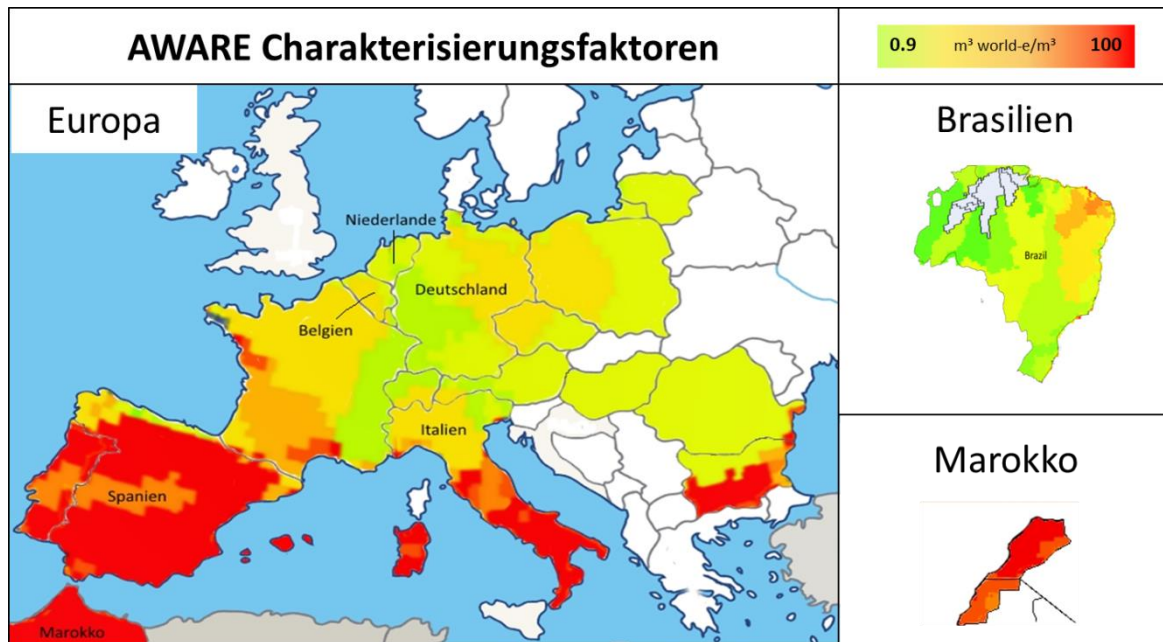 AWARE Charakterisierungsfaktoren
0.9 m³ world-e/m³ 100
Europa
Niederlande
Deutschland
Belgien
Italien
Spanien
Marokko
Brasilien
Brazil
Marokko